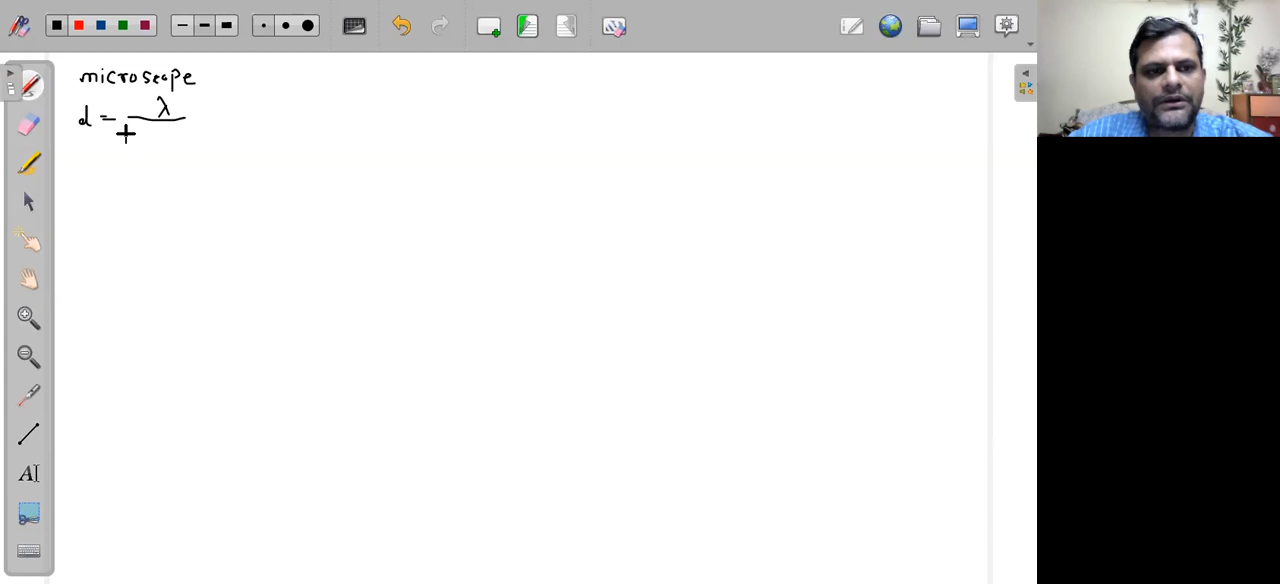 microscope
d = λ